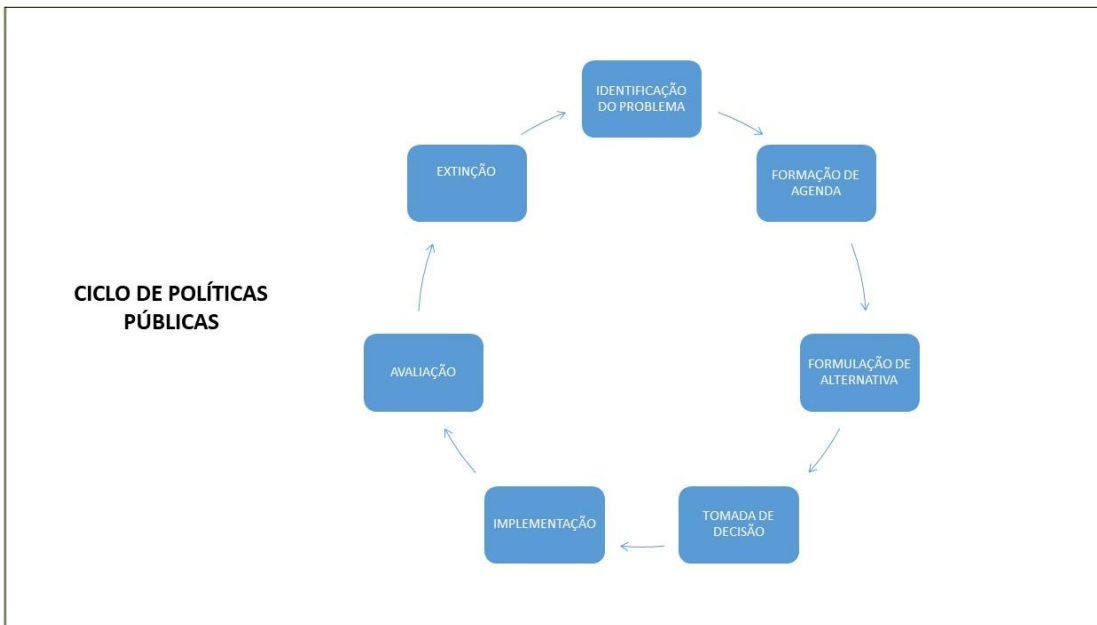 IDENTIFICAÇÃO
DO PROBLEMA
EXTINÇÃO
FORMAÇÃO DE
AGENDA
CICLO DE POLÍTICAS
PÚBLICAS
AVALIAÇÃO
FORMULAÇÃO DE
ALTERNATIVA
IMPLEMENTAÇÃO
TOMADA DE
DECISÃO